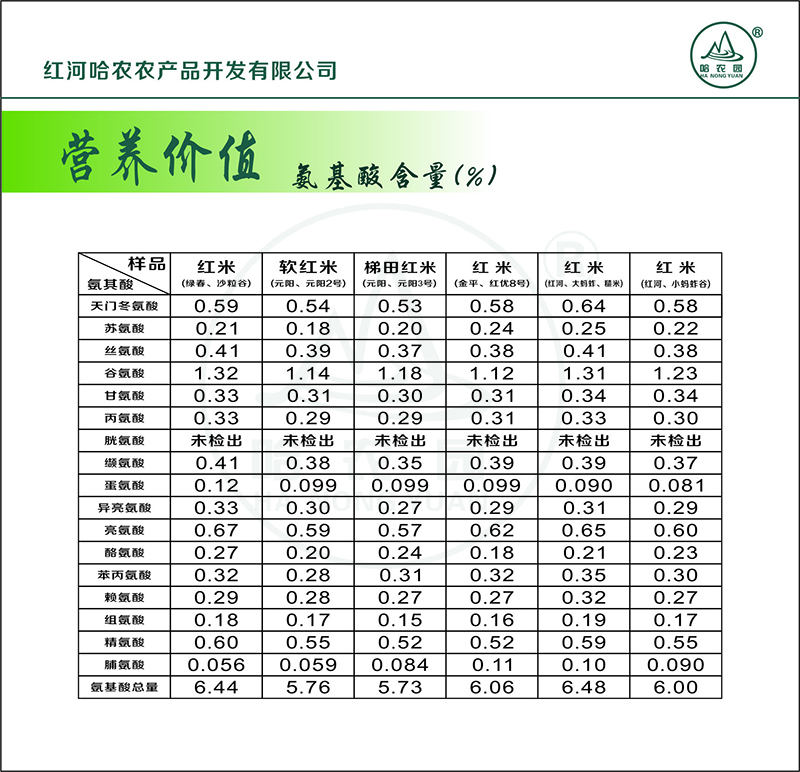 红河哈农农产品开发有限公司
®
哈农园
HA NONG YUAN
营养价值 氨基酸含量(%)
样品 红米 软红米 梯田红米 红米 红米 红米
氨其酸 (绿春、沙粒谷) (元阳、元阳2号) (元阳、元阳3号) (金平、红优8号) (红河、大蚂蚱、糙米) (红河、小蚂蚱谷)
天门冬氨酸 0.59 0.54 0.53 0.58 0.64 0.58
苏氨酸 0.21 0.18 0.20 0.24 0.25 0.22
丝氨酸 0.41 0.39 0.37 0.38 0.41 0.38
谷氨酸 1.32 1.14 1.18 1.12 1.31 1.23
甘氨酸 0.33 0.31 0.30 0.31 0.34 0.34
丙氨酸 0.33 0.29 0.29 0.31 0.33 0.30
胱氨酸 未检出 未检出 未检出 未检出 未检出 未检出
缬氨酸 0.41 0.38 0.35 0.39 0.39 0.37
蛋氨酸 0.12 0.099 0.099 0.099 0.090 0.081
异亮氨酸 0.33 0.30 0.27 0.29 0.31 0.29
亮氨酸 0.67 0.59 0.57 0.62 0.65 0.60
酪氨酸 0.27 0.20 0.24 0.18 0.21 0.23
苯丙氨酸 0.32 0.28 0.31 0.32 0.35 0.30
赖氨酸 0.29 0.28 0.27 0.27 0.32 0.27
组氨酸 0.18 0.17 0.15 0.16 0.19 0.17
精氨酸 0.60 0.55 0.52 0.52 0.59 0.55
脯氨酸 0.056 0.059 0.084 0.11 0.10 0.090
氨基酸总量 6.44 5.76 5.73 6.06 6.48 6.00